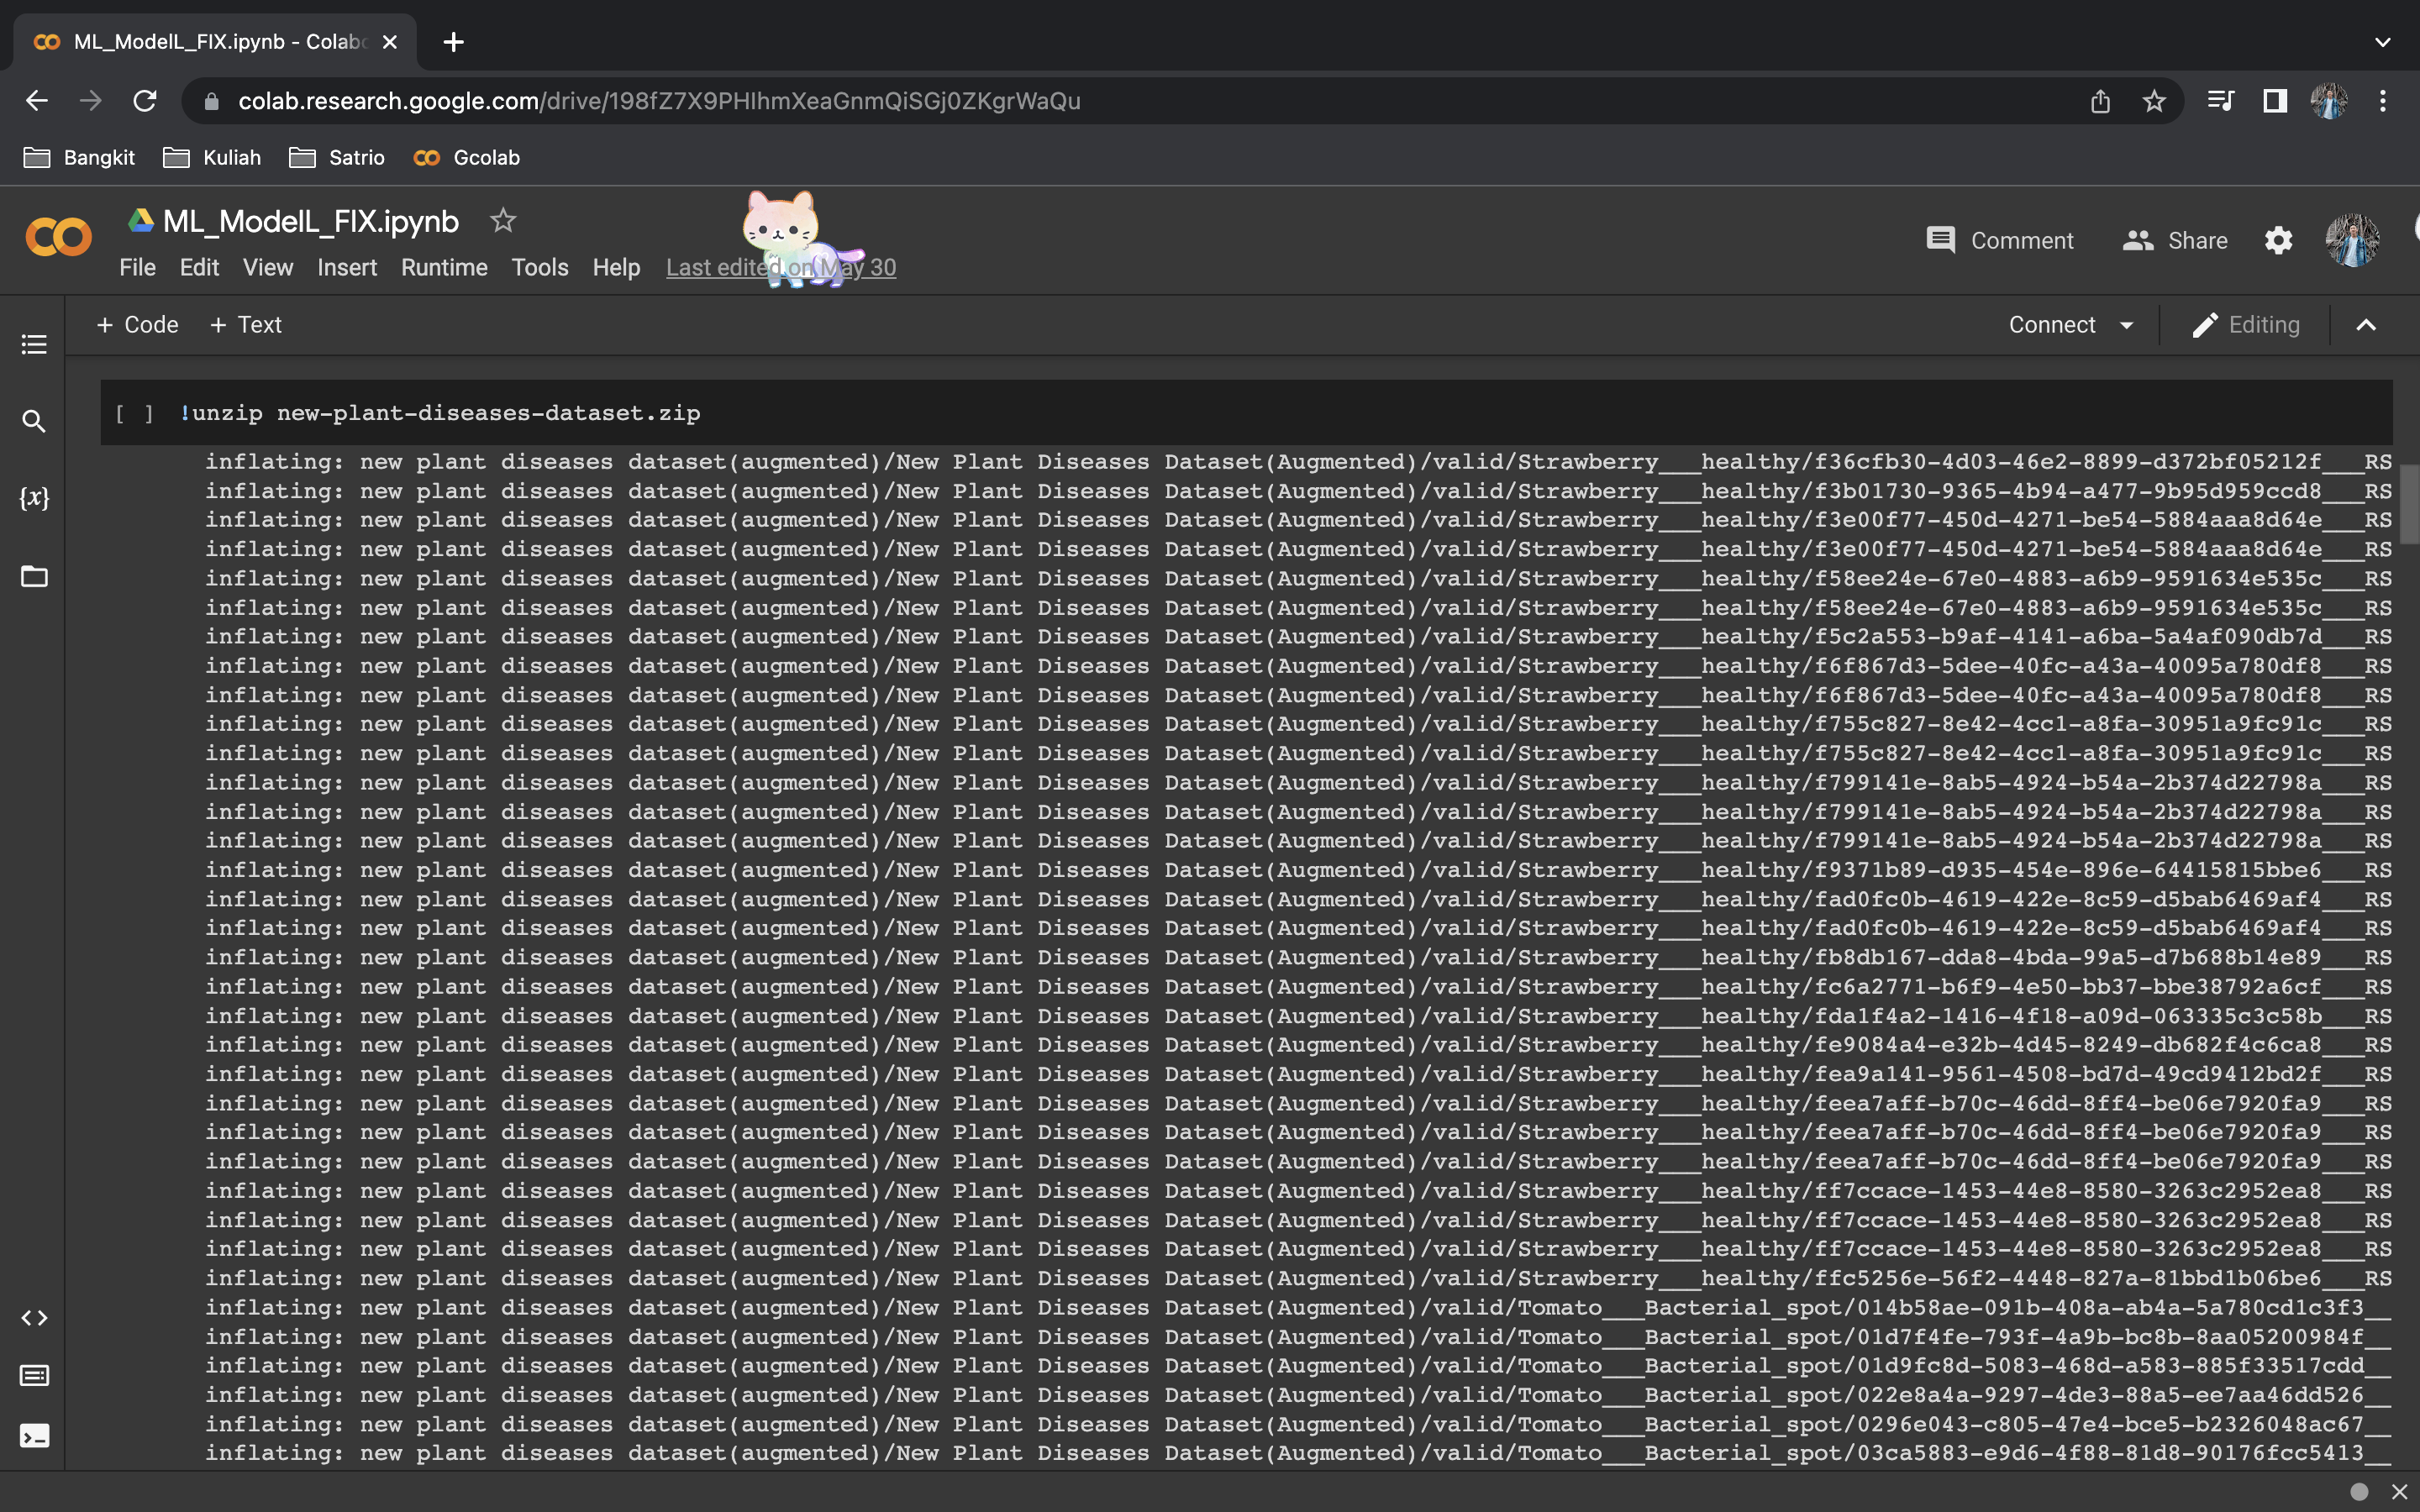 ML_ModelL_FIX.ipynb - Colabo
colab.research.google.com/drive/198fZ7X9PHlhmXeaGnmQiSGj0ZKgrWaQu
Bangkit Kuliah Satrio Gcolab
ML_ModelL_FIX.ipynb
Comment Share
File Edit View Insert Runtime Tools Help Last edited on May 30
+ Code + Text Connect Editing
[ ] !unzip new-plant-diseases-dataset.zip
inflating: new plant diseases dataset(augmented)/New Plant Diseases Dataset(Augmented)/valid/Strawberry___healthy/f36cfb30-4d03-46e2-8899-d372bf05212f___RS
inflating: new plant diseases dataset(augmented)/New Plant Diseases Dataset(Augmented)/valid/Strawberry___healthy/f3b01730-9365-4b94-a477-9b95d959ccd8___RS
inflating: new plant diseases dataset(augmented)/New Plant Diseases Dataset(Augmented)/valid/Strawberry___healthy/f3e00f77-450d-4271-be54-5884aaa8d64e___RS
inflating: new plant diseases dataset(augmented)/New Plant Diseases Dataset(Augmented)/valid/Strawberry___healthy/f3e00f77-450d-4271-be54-5884aaa8d64e___RS
inflating: new plant diseases dataset(augmented)/New Plant Diseases Dataset(Augmented)/valid/Strawberry___healthy/f58ee24e-67e0-4883-a6b9-9591634e535c___RS
inflating: new plant diseases dataset(augmented)/New Plant Diseases Dataset(Augmented)/valid/Strawberry___healthy/f58ee24e-67e0-4883-a6b9-9591634e535c___RS
inflating: new plant diseases dataset(augmented)/New Plant Diseases Dataset(Augmented)/valid/Strawberry___healthy/f5c2a553-b9af-4141-a6ba-5a4af090db7d___RS
inflating: new plant diseases dataset(augmented)/New Plant Diseases Dataset(Augmented)/valid/Strawberry___healthy/f6f867d3-5dee-40fc-a43a-40095a780df8___RS
inflating: new plant diseases dataset(augmented)/New Plant Diseases Dataset(Augmented)/valid/Strawberry___healthy/f6f867d3-5dee-40fc-a43a-40095a780df8___RS
inflating: new plant diseases dataset(augmented)/New Plant Diseases Dataset(Augmented)/valid/Strawberry___healthy/f755c827-8e42-4cc1-a8fa-30951a9fc91c___RS
inflating: new plant diseases dataset(augmented)/New Plant Diseases Dataset(Augmented)/valid/Strawberry___healthy/f755c827-8e42-4cc1-a8fa-30951a9fc91c___RS
inflating: new plant diseases dataset(augmented)/New Plant Diseases Dataset(Augmented)/valid/Strawberry___healthy/f799141e-8ab5-4924-b54a-2b374d22798a___RS
inflating: new plant diseases dataset(augmented)/New Plant Diseases Dataset(Augmented)/valid/Strawberry___healthy/f799141e-8ab5-4924-b54a-2b374d22798a___RS
inflating: new plant diseases dataset(augmented)/New Plant Diseases Dataset(Augmented)/valid/Strawberry___healthy/f799141e-8ab5-4924-b54a-2b374d22798a___RS
inflating: new plant diseases dataset(augmented)/New Plant Diseases Dataset(Augmented)/valid/Strawberry___healthy/f9371b89-d935-454e-896e-64415815bbe6___RS
inflating: new plant diseases dataset(augmented)/New Plant Diseases Dataset(Augmented)/valid/Strawberry___healthy/fad0fc0b-4619-422e-8c59-d5bab6469af4___RS
inflating: new plant diseases dataset(augmented)/New Plant Diseases Dataset(Augmented)/valid/Strawberry___healthy/fad0fc0b-4619-422e-8c59-d5bab6469af4___RS
inflating: new plant diseases dataset(augmented)/New Plant Diseases Dataset(Augmented)/valid/Strawberry___healthy/fb8db167-dda8-4bda-99a5-d7b688b14e89___RS
inflating: new plant diseases dataset(augmented)/New Plant Diseases Dataset(Augmented)/valid/Strawberry___healthy/fc6a2771-b6f9-4e50-bb37-bbe38792a6cf___RS
inflating: new plant diseases dataset(augmented)/New Plant Diseases Dataset(Augmented)/valid/Strawberry___healthy/fda1f4a2-1416-4f18-a09d-063335c3c58b___RS
inflating: new plant diseases dataset(augmented)/New Plant Diseases Dataset(Augmented)/valid/Strawberry___healthy/fe9084a4-e32b-4d45-8249-db682f4c6ca8___RS
inflating: new plant diseases dataset(augmented)/New Plant Diseases Dataset(Augmented)/valid/Strawberry___healthy/fea9a141-9561-4508-bd7d-49cd9412bd2f___RS
inflating: new plant diseases dataset(augmented)/New Plant Diseases Dataset(Augmented)/valid/Strawberry___healthy/feea7aff-b70c-46dd-8ff4-be06e7920fa9___RS
inflating: new plant diseases dataset(augmented)/New Plant Diseases Dataset(Augmented)/valid/Strawberry___healthy/feea7aff-b70c-46dd-8ff4-be06e7920fa9___RS
inflating: new plant diseases dataset(augmented)/New Plant Diseases Dataset(Augmented)/valid/Strawberry___healthy/feea7aff-b70c-46dd-8ff4-be06e7920fa9___RS
inflating: new plant diseases dataset(augmented)/New Plant Diseases Dataset(Augmented)/valid/Strawberry___healthy/ff7ccace-1453-44e8-8580-3263c2952ea8___RS
inflating: new plant diseases dataset(augmented)/New Plant Diseases Dataset(Augmented)/valid/Strawberry___healthy/ff7ccace-1453-44e8-8580-3263c2952ea8___RS
inflating: new plant diseases dataset(augmented)/New Plant Diseases Dataset(Augmented)/valid/Strawberry___healthy/ff7ccace-1453-44e8-8580-3263c2952ea8___RS
inflating: new plant diseases dataset(augmented)/New Plant Diseases Dataset(Augmented)/valid/Strawberry___healthy/ffc5256e-56f2-4448-827a-81bbd1b06be6___RS
inflating: new plant diseases dataset(augmented)/New Plant Diseases Dataset(Augmented)/valid/Tomato___Bacterial_spot/014b58ae-091b-408a-ab4a-5a780cd1c3f3__
inflating: new plant diseases dataset(augmented)/New Plant Diseases Dataset(Augmented)/valid/Tomato___Bacterial_spot/01d7f4fe-793f-4a9b-bc8b-8aa05200984f__
inflating: new plant diseases dataset(augmented)/New Plant Diseases Dataset(Augmented)/valid/Tomato___Bacterial_spot/01d9fc8d-5083-468d-a583-885f33517cdd__
inflating: new plant diseases dataset(augmented)/New Plant Diseases Dataset(Augmented)/valid/Tomato___Bacterial_spot/022e8a4a-9297-4de3-88a5-ee7aa46dd526__
inflating: new plant diseases dataset(augmented)/New Plant Diseases Dataset(Augmented)/valid/Tomato___Bacterial_spot/0296e043-c805-47e4-bce5-b2326048ac67__
inflating: new plant diseases dataset(augmented)/New Plant Diseases Dataset(Augmented)/valid/Tomato___Bacterial_spot/03ca5883-e9d6-4f88-81d8-90176fcc5413__